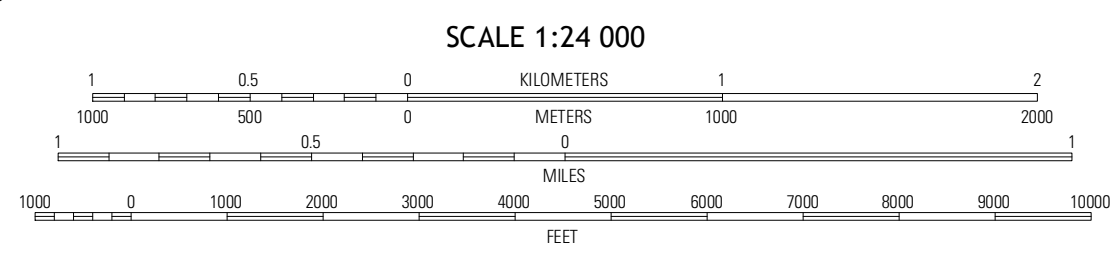 SCALE 1:24 000
1 0.5 0 KILOMETERS 1 2
1000 500 0 METERS 1000 2000
1 0.5 0 1
MILES
1000 0 1000 2000 3000 4000 5000 6000 7000 8000 9000 10000
FEET